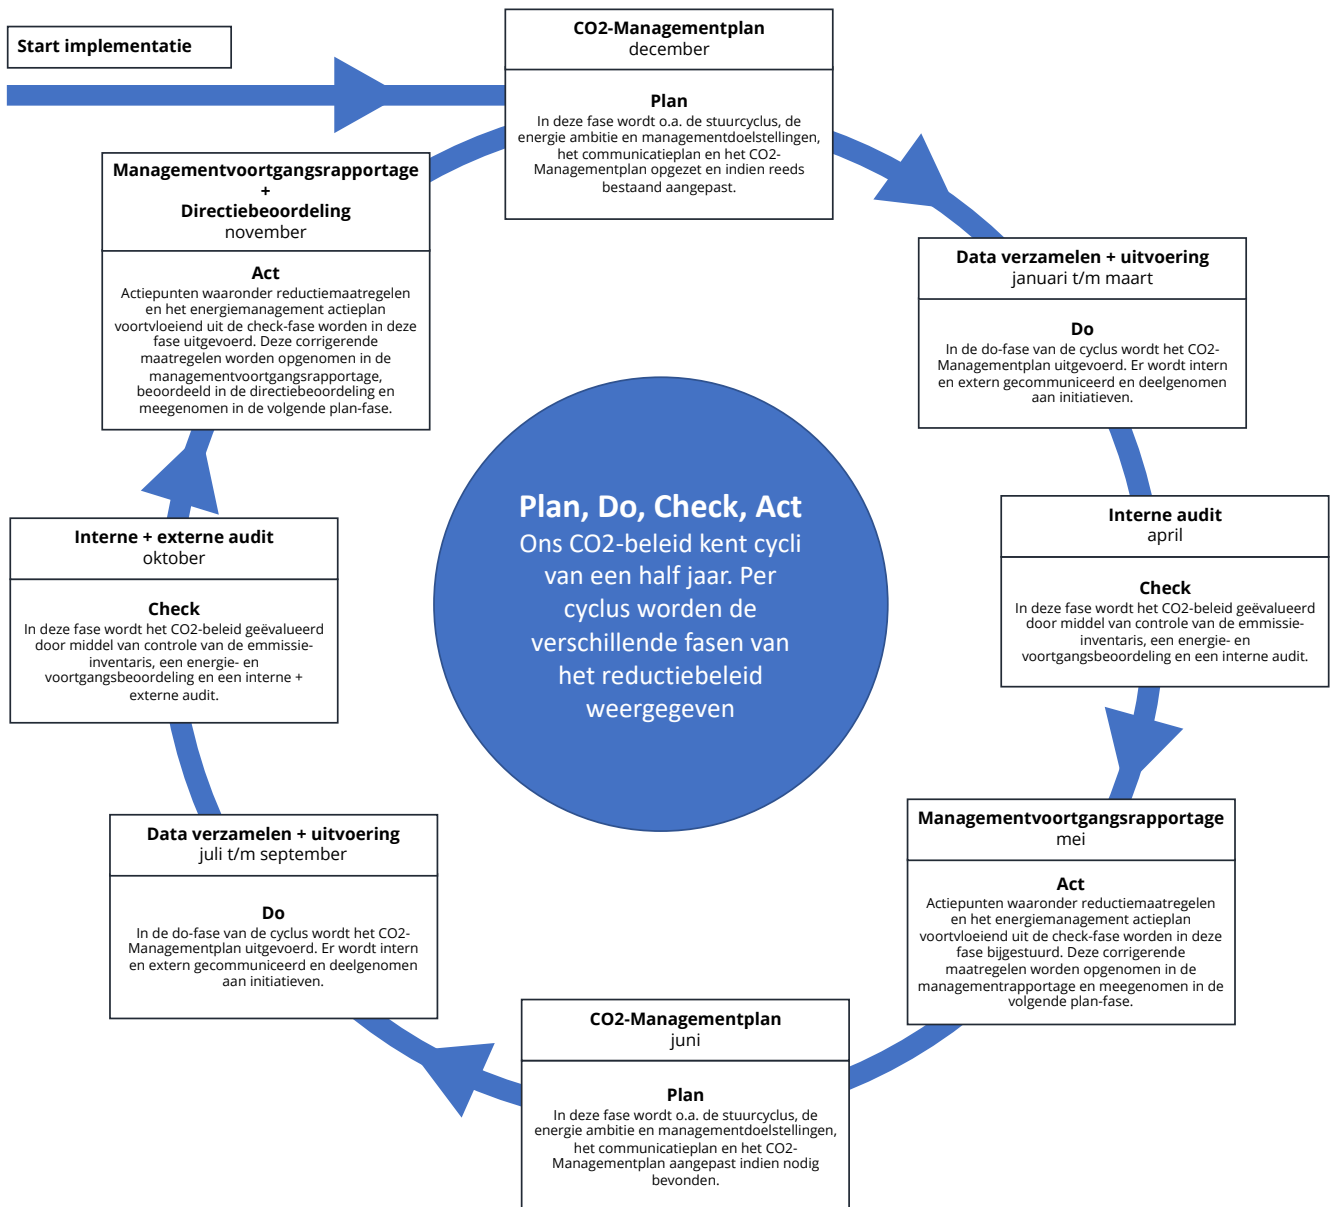 Start implementatie
CO2-Managementplan
december
Plan
In deze fase wordt o.a. de stuurcyclus, de
energie ambitie en managementdoelstellingen,
het communicatieplan en het CO2-
Managementplan opgezet en indien reeds
bestaand aangepast.
Data verzamelen + uitvoering
januari t/m maart
Do
In de do-fase van de cyclus wordt het CO2-
Managementplan uitgevoerd. Er wordt intern
en extern gecommuniceerd en deelgenomen
aan initiatieven.
Interne audit
april
Check
In deze fase wordt het CO2-beleid geëvalueerd
door middel van controle van de emmissie-
inventaris, een energie- en
voortgangsbeoordeling en een interne audit.
Managementvoortgangsrapportage
mei
Act
Actiepunten waaronder reductiemaatregelen
en het energiemanagement actieplan
voortvloeiend uit de check-fase worden in deze
fase bijgestuurd. Deze corrigerende
maatregelen worden opgenomen in de
managementrapportage en meegenomen in de
volgende plan-fase.
CO2-Managementplan
juni
Plan
In deze fase wordt o.a. de stuurcyclus, de
energie ambitie en managementdoelstellingen,
het communicatieplan en het CO2-
Managementplan aangepast indien nodig
bevonden.
Data verzamelen + uitvoering
juli t/m september
Do
In de do-fase van de cyclus wordt het CO2-
Managementplan uitgevoerd. Er wordt intern
en extern gecommuniceerd en deelgenomen
aan initiatieven.
Interne + externe audit
oktober
Check
In deze fase wordt het CO2-beleid geëvalueerd
door middel van controle van de emmissie-
inventaris, een energie- en
voortgangsbeoordeling en een interne +
externe audit.
Managementvoortgangsrapportage
+
Directiebeoordeling
november
Act
Actiepunten waaronder reductiemaatregelen
en het energiemanagement actieplan
voortvloeiend uit de check-fase worden in deze
fase uitgevoerd. Deze corrigerende
maatregelen worden opgenomen in de
managementvoortgangsrapportage,
beoordeeld in de directiebeoordeling en
meegenomen in de volgende plan-fase.
Plan, Do, Check, Act
Ons CO2-beleid kent cycli
van een half jaar. Per
cyclus worden de
verschillende fasen van
het reductiebeleid
weergegeven